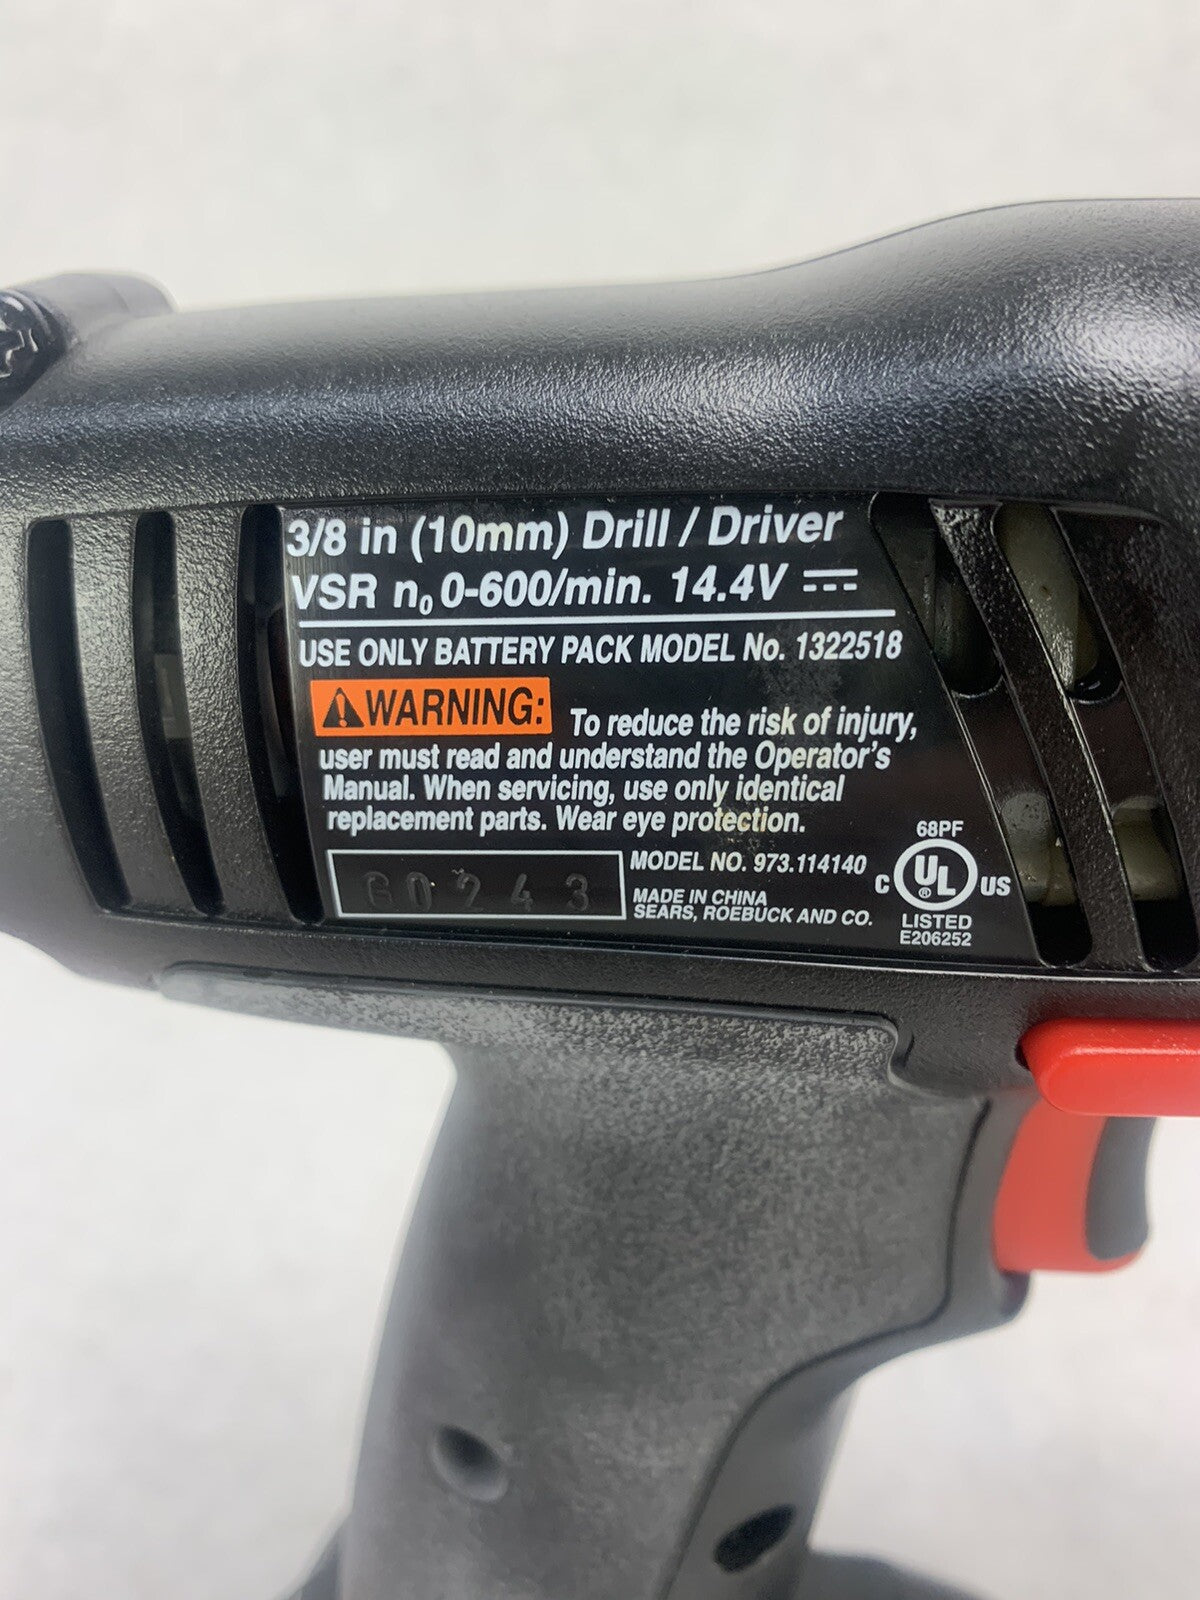 3/8 in (10mm) Drill / Driver
VSR n₀ 0-600/min. 14.4V
USE ONLY BATTERY PACK MODEL No. 1322518
WARNING: To reduce the risk of injury,
user must read and understand the Operator's
Manual. When servicing, use only identical
replacement parts. Wear eye protection.
G0243
MODEL NO. 973.114140
MADE IN CHINA
SEARS, ROEBUCK AND CO.
68PF
C UL ® US
LISTED
E206252